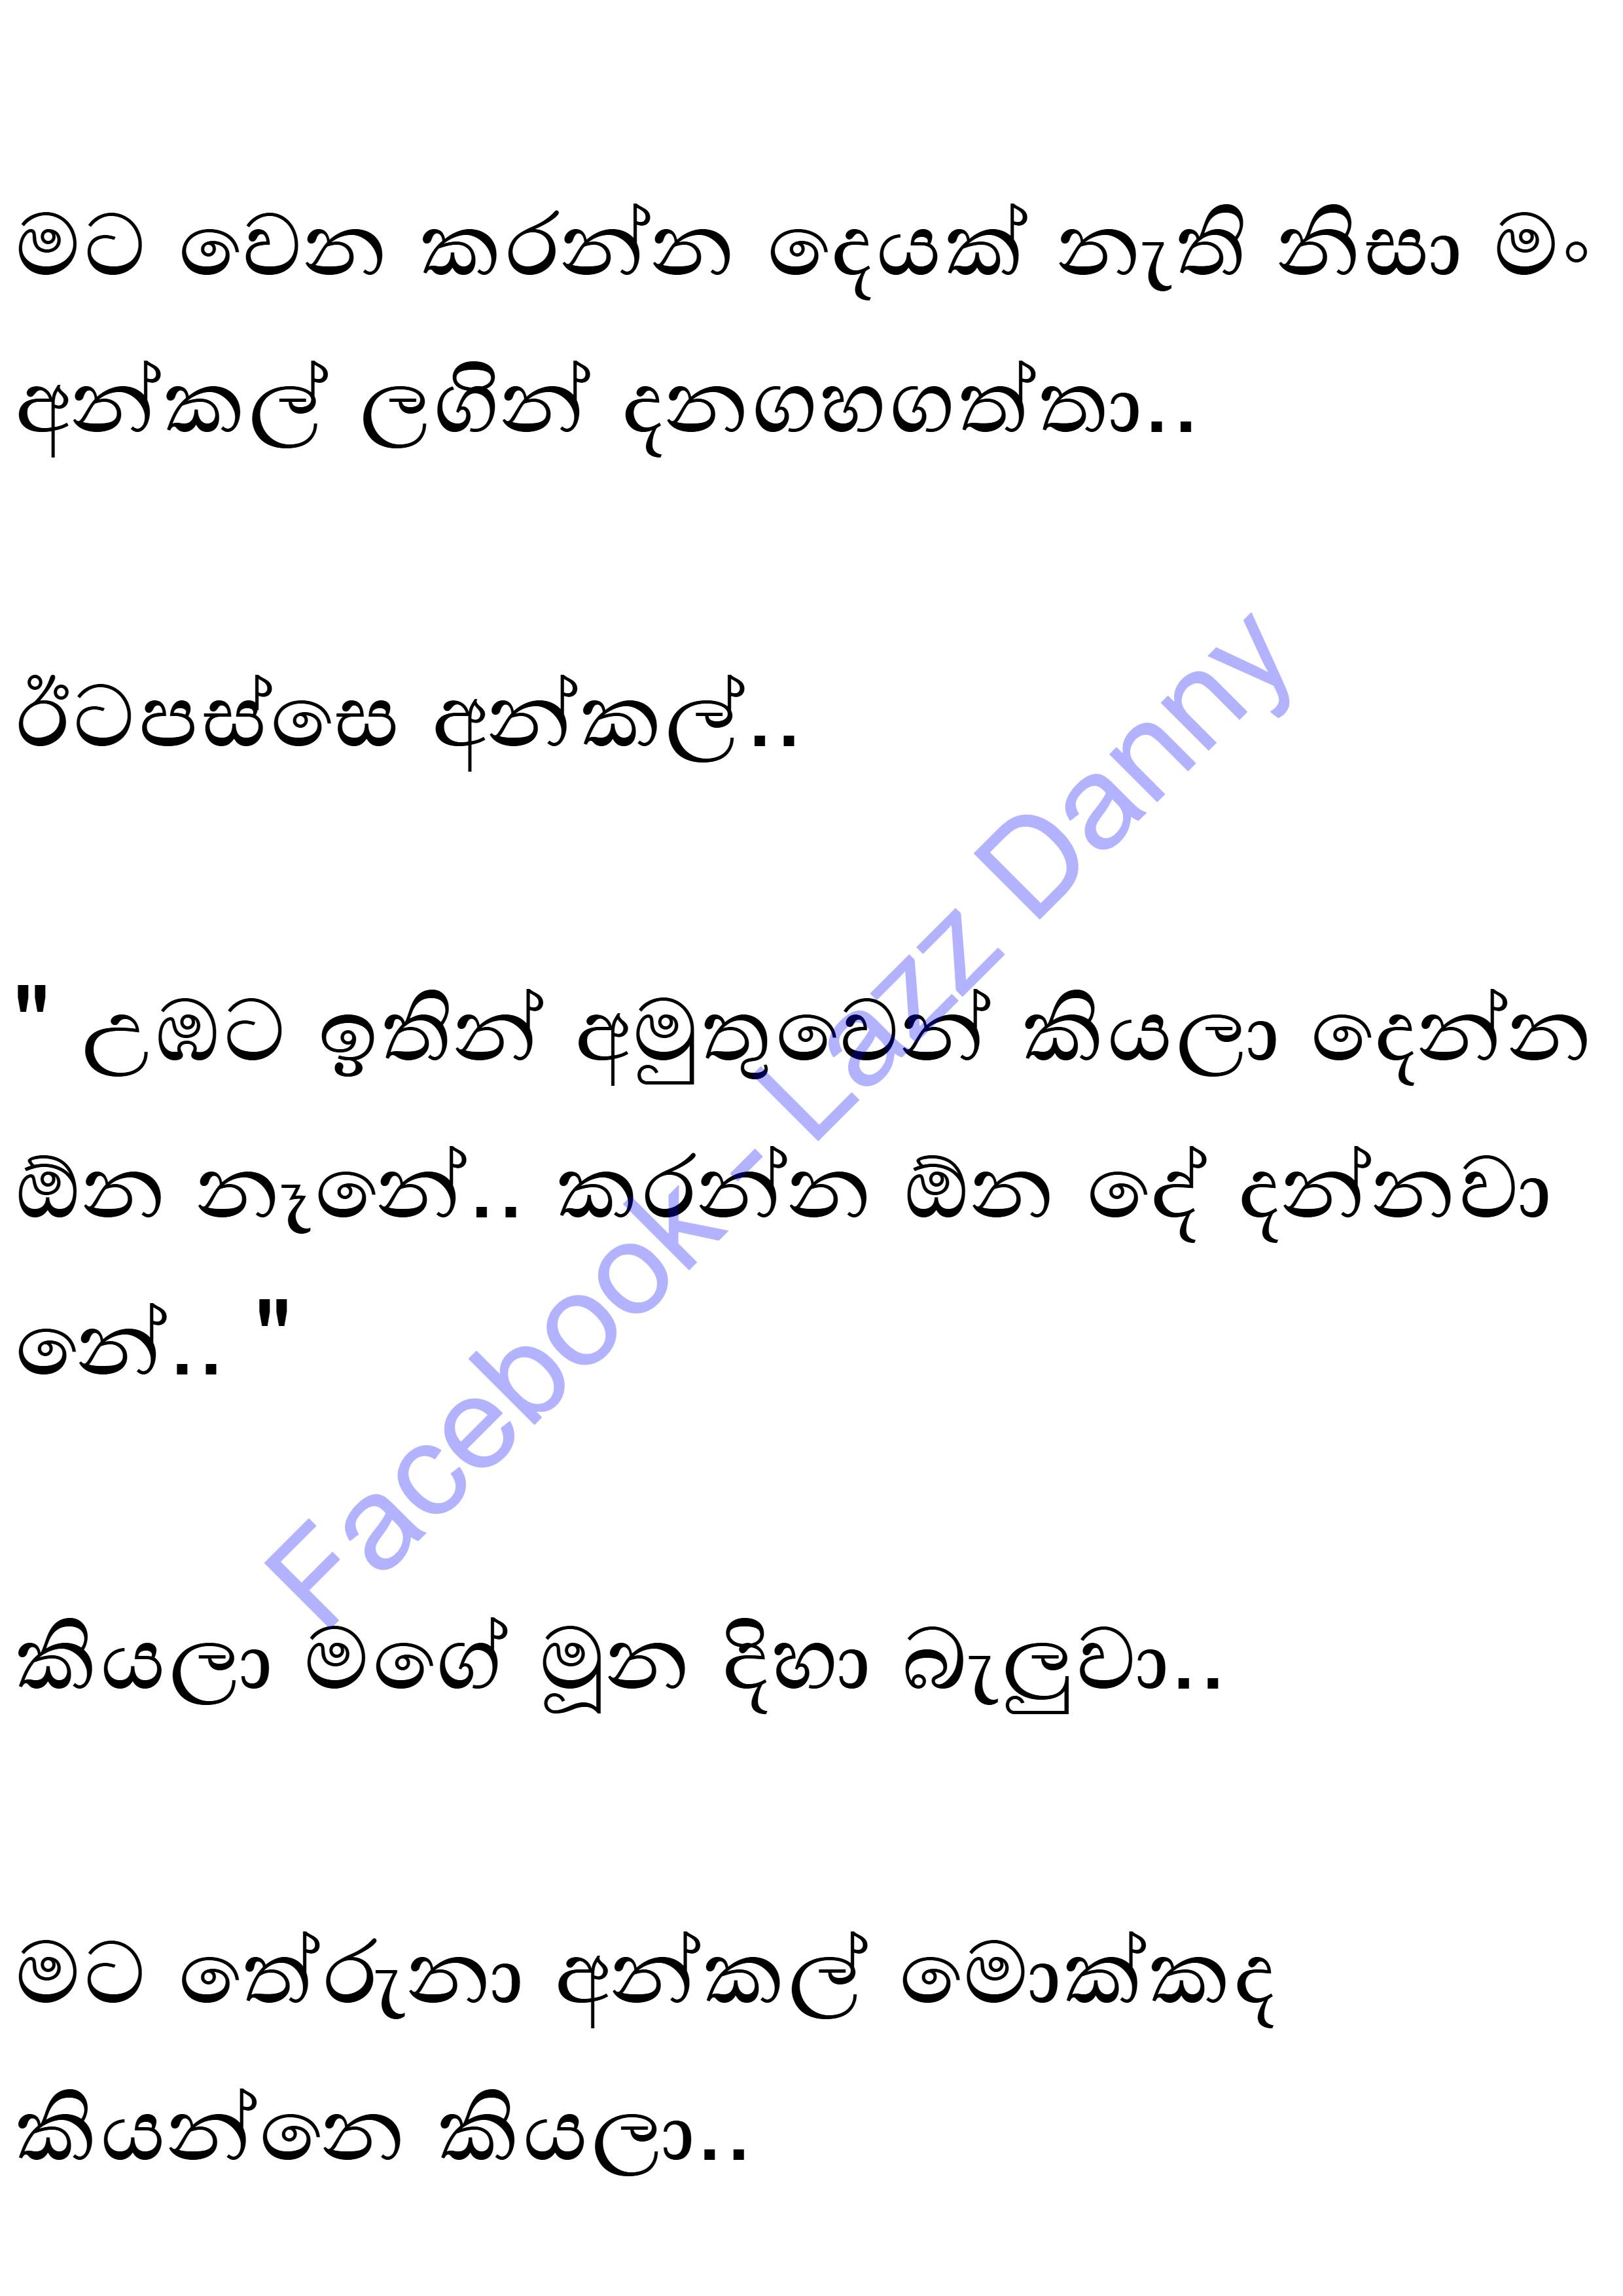 මට වෙන කරන්න දෙයක් නැති නිසා මං
අන්කල් ලගින් දනගහගත්තා..
ඊටපස්සෙ අන්කල්..
" උඹට ඉතින් අමුතුවෙන් කියලා දෙන්න
ඕන නෑනේ.. කරන්න ඕන දේ දන්නවා
නේ.. "
කියලා මගේ මූන දිහා බැලුවා..
මට තේරුනා අන්කල් මොක්කද
කියන්නෙ කියලා..
Facebook- Lazz Danny